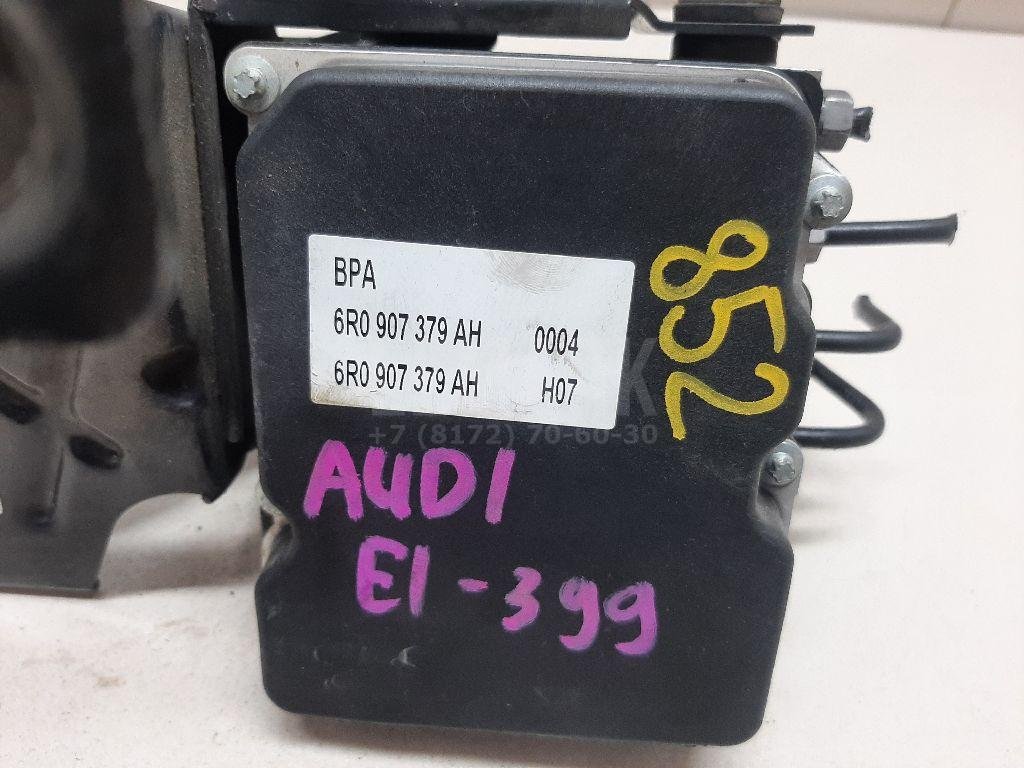 BPA
6R0 907 379 AH 0004
6R0 907 379 AH H07
+7 (8172) 70-60-30
852
AUDI
E1-399